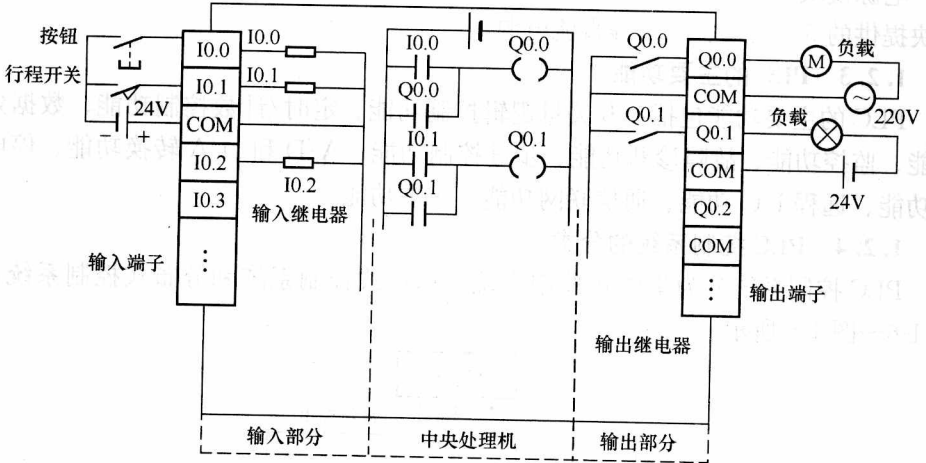 按钮
行程开关
24V
− +
I0.0
I0.1
COM
I0.2
I0.3
⋮
输入端子
I0.0
I0.1
I0.2
输入继电器
I0.0
Q0.0
Q0.0
I0.1
Q0.1
Q0.1
Q0.0
Q0.1
输出继电器
Q0.0
COM
Q0.1
COM
Q0.2
COM
⋮
输出端子
M
负载
220V
负载
24V
输入部分
中央处理机
输出部分